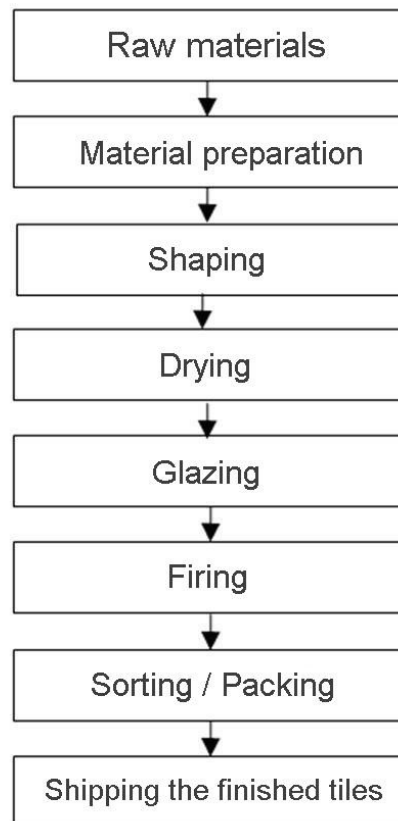 Raw materials
Material preparation
Shaping
Drying
Glazing
Firing
Sorting / Packing
Shipping the finished tiles